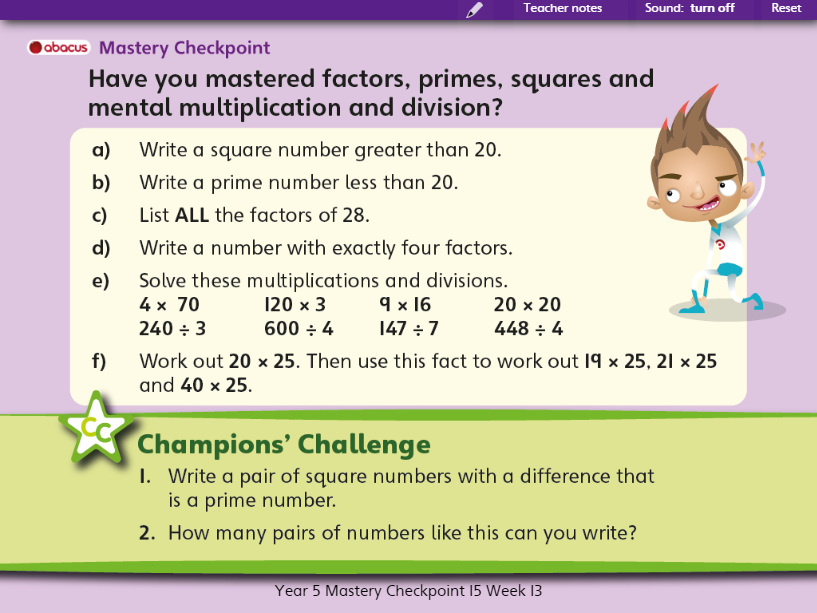 Teacher notes Sound: turn off Reset
abacus Mastery Checkpoint
Have you mastered factors, primes, squares and
mental multiplication and division?
a) Write a square number greater than 20.
b) Write a prime number less than 20.
c) List ALL the factors of 28.
d) Write a number with exactly four factors.
e) Solve these multiplications and divisions.
4 × 70 120 × 3 9 × 16 20 × 20
240 ÷ 3 600 ÷ 4 147 ÷ 7 448 ÷ 4
f) Work out 20 × 25. Then use this fact to work out 19 × 25, 21 × 25
and 40 × 25.
CC
Champions’ Challenge
1. Write a pair of square numbers with a difference that
is a prime number.
2. How many pairs of numbers like this can you write?
Year 5 Mastery Checkpoint 15 Week 13